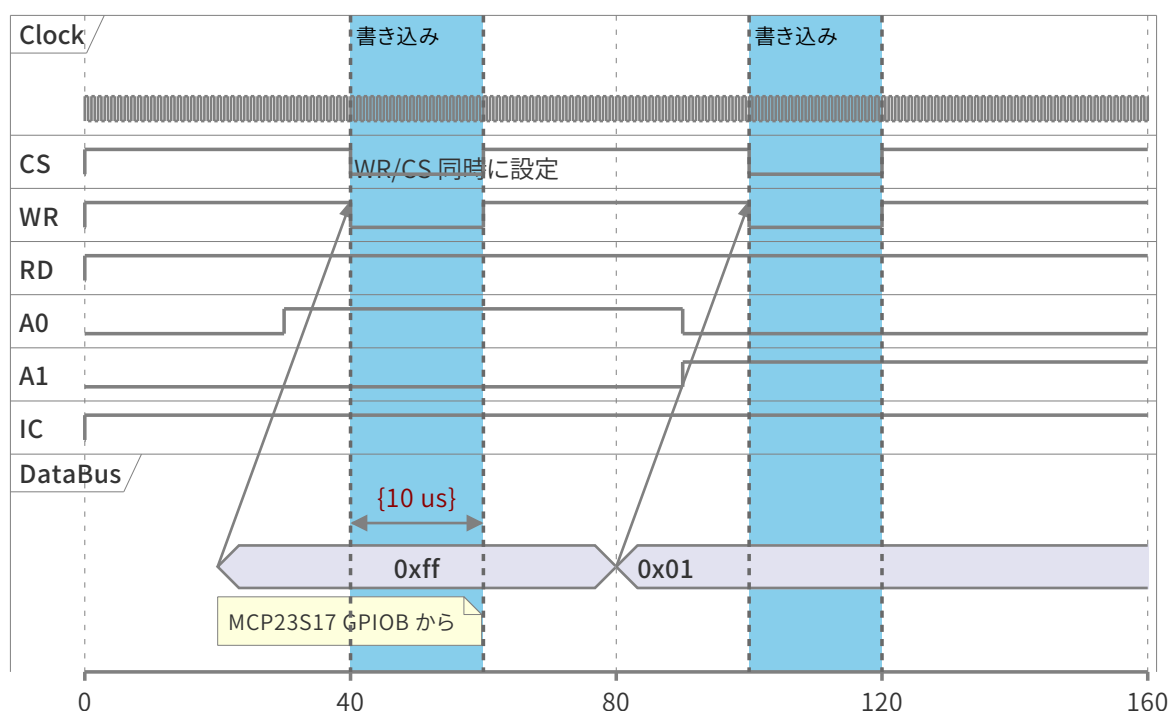 Clock
書き込み
書き込み
CS
WR/CS 同時に設定
WR
RD
A0
A1
IC
DataBus
{10 us}
0xff
0x01
MCP23S17 GPIOB から
0
40
80
120
160